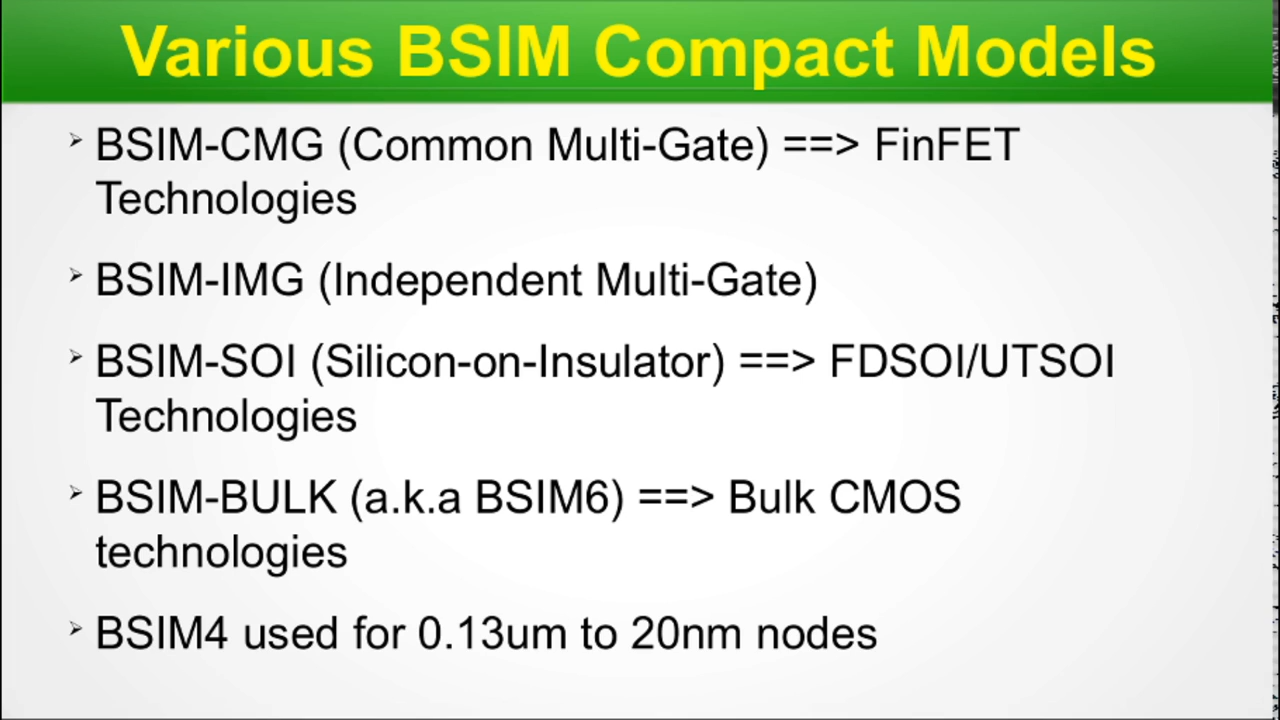 Various BSIM Compact Models
➢ BSIM-CMG (Common Multi-Gate) ==> FinFET
Technologies
➢ BSIM-IMG (Independent Multi-Gate)
➢ BSIM-SOI (Silicon-on-Insulator) ==> FDSOI/UTSOI
Technologies
➢ BSIM-BULK (a.k.a BSIM6) ==> Bulk CMOS
technologies
➢ BSIM4 used for 0.13um to 20nm nodes